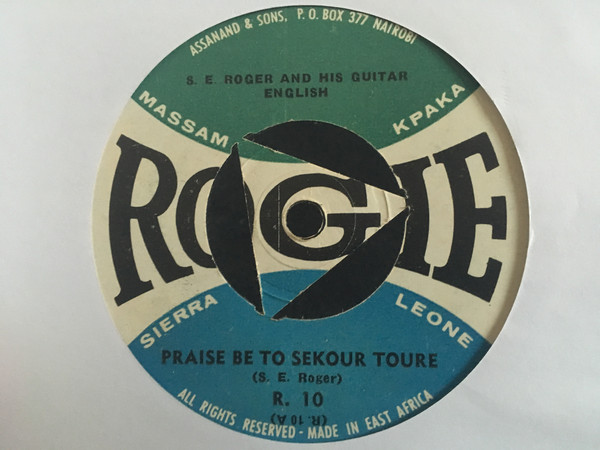 ASSANAND & SONS, P. O. BOX 377 NAIROBI
S. E. ROGER AND HIS GUITAR
ENGLISH
MASSAM KPAKA
ROGIE
SIERRA LEONE
PRAISE BE TO SEKOUR TOURE
(S. E. Roger)
R. 10
(R. 10 A)
ALL RIGHTS RESERVED - MADE IN EAST AFRICA